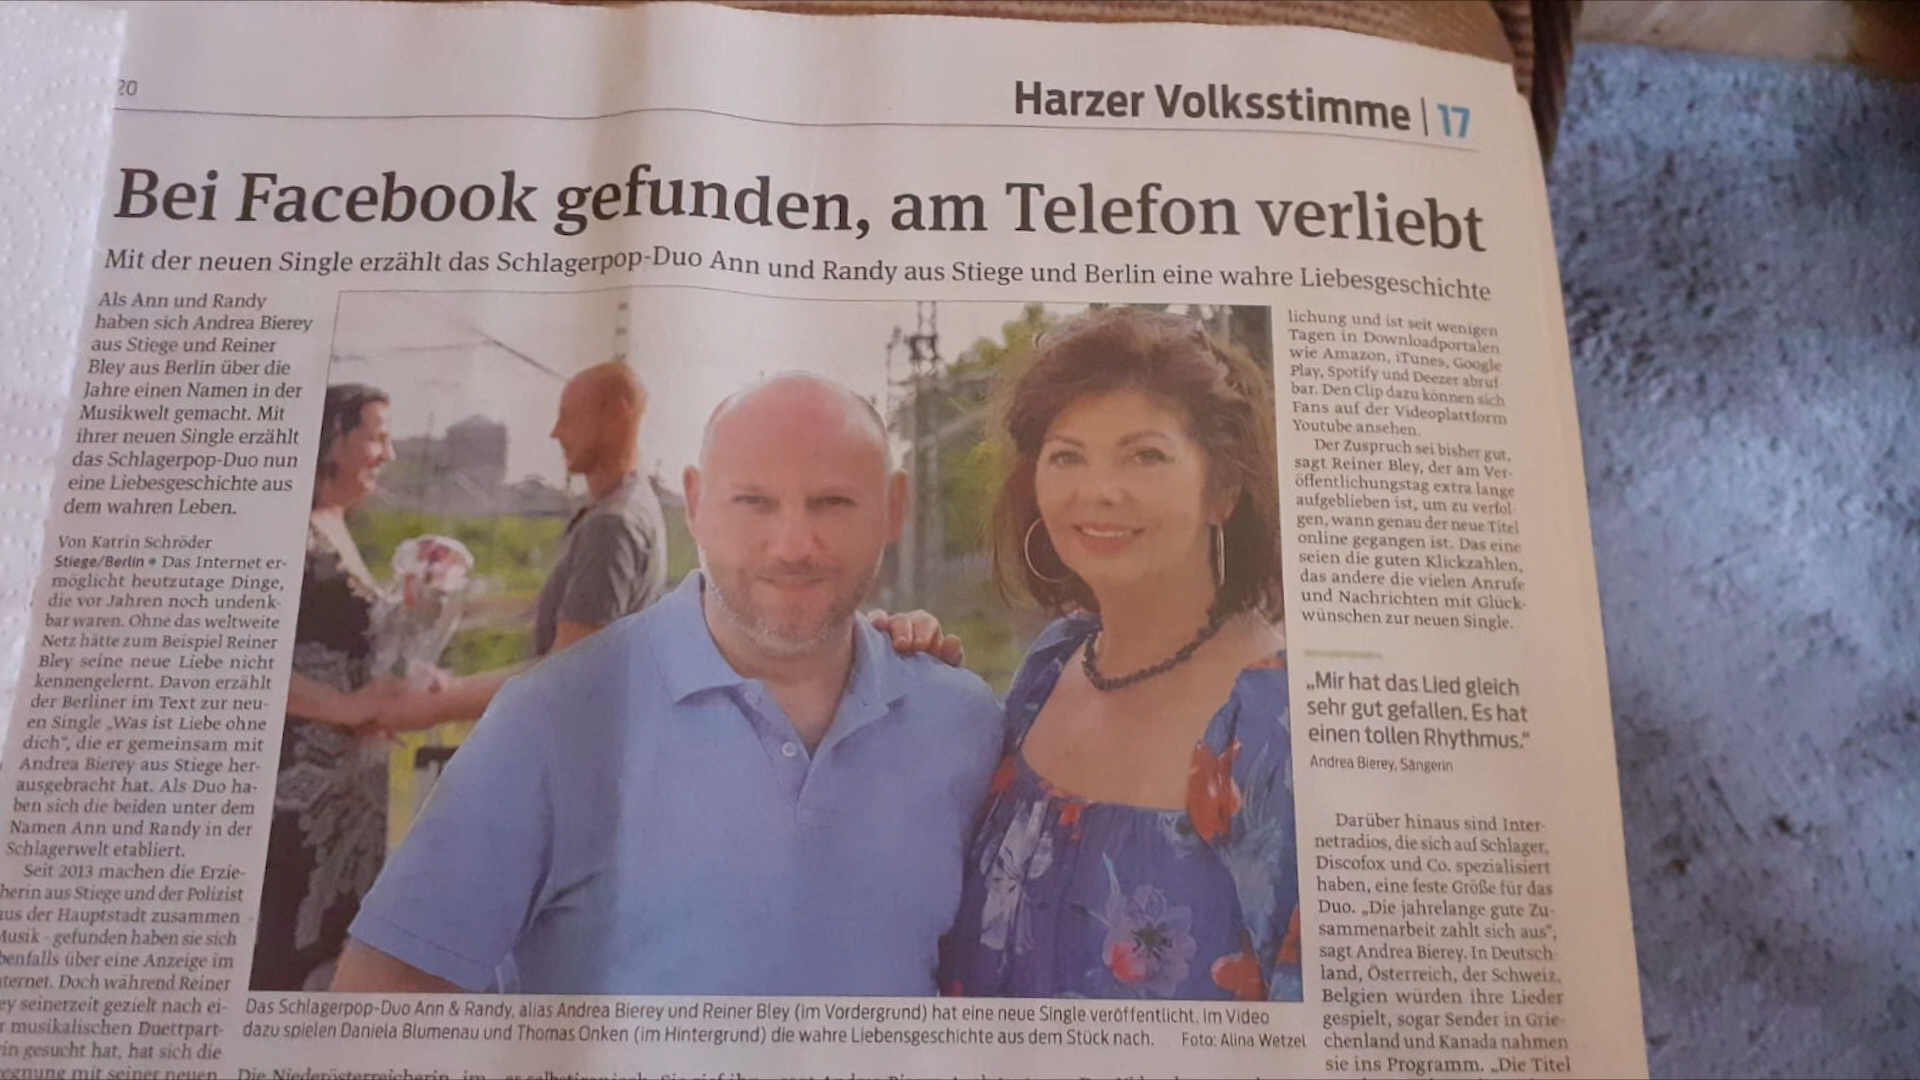 20
Harzer Volksstimme | 17
Bei Facebook gefunden, am Telefon verliebt
Mit der neuen Single erzählt das Schlagerpop-Duo Ann und Randy aus Stiege und Berlin eine wahre Liebesgeschichte
Als Ann und Randy
haben sich Andrea Bierey
aus Stiege und Reiner
Bley aus Berlin über die
Jahre einen Namen in der
Musikwelt gemacht. Mit
ihrer neuen Single erzählt
das Schlagerpop-Duo nun
eine Liebesgeschichte aus
dem wahren Leben.
Von Katrin Schröder
Stiege/Berlin • Das Internet er-
möglicht heutzutage Dinge,
die vor Jahren noch undenk-
bar waren. Ohne das weltweite
Netz hätte zum Beispiel Reiner
Bley seine neue Liebe nicht
kennengelernt. Davon erzählt
der Berliner im Text zur neu-
en Single „Was ist Liebe ohne
dich“, die er gemeinsam mit
Andrea Bierey aus Stiege her-
ausgebracht hat. Als Duo ha-
ben sich die beiden unter dem
Namen Ann und Randy in der
Schlagerwelt etabliert.
Seit 2013 machen die Erzie-
herin aus Stiege und der Polizist
aus der Hauptstadt zusammen
Musik - gefunden haben sie sich
benfalls über eine Anzeige im
ternet. Doch während Reiner
ey seinerzeit gezielt nach ei-
r musikalischen Duettpart-
in gesucht hat, hat sich die
egnung mit seiner neuen
Das Schlagerpop-Duo Ann & Randy, alias Andrea Bierey und Reiner Bley (im Vordergrund) hat eine neue Single veröffentlicht. Im Video
dazu spielen Daniela Blumenau und Thomas Onken (im Hintergrund) die wahre Liebensgeschichte aus dem Stück nach. Foto: Alina Wetzel
Die Niederösterreicherin im
lichung und ist seit wenigen
Tagen in Downloadportalen
wie Amazon, iTunes, Google
Play, Spotify und Deezer abruf-
bar. Den Clip dazu können sich
Fans auf der Videoplattform
Youtube ansehen.
Der Zuspruch sei bisher gut,
sagt Reiner Bley, der am Ver-
öffentlichungstag extra lange
aufgeblieben ist, um zu verfol-
gen, wann genau der neue Titel
online gegangen ist. Das eine
seien die guten Klickzahlen,
das andere die vielen Anrufe
und Nachrichten mit Glück-
wünschen zur neuen Single.
„Mir hat das Lied gleich
sehr gut gefallen. Es hat
einen tollen Rhythmus.“
Andrea Bierey, Sängerin
Darüber hinaus sind Inter-
netradios, die sich auf Schlager,
Discofox und Co. spezialisiert
haben, eine feste Größe für das
Duo. „Die jahrelange gute Zu-
sammenarbeit zahlt sich aus“,
sagt Andrea Bierey. In Deutsch-
land, Österreich, der Schweiz,
Belgien würden ihre Lieder
gespielt, sogar Sender in Grie-
chenland und Kanada nahmen
sie ins Programm. „Die Titel